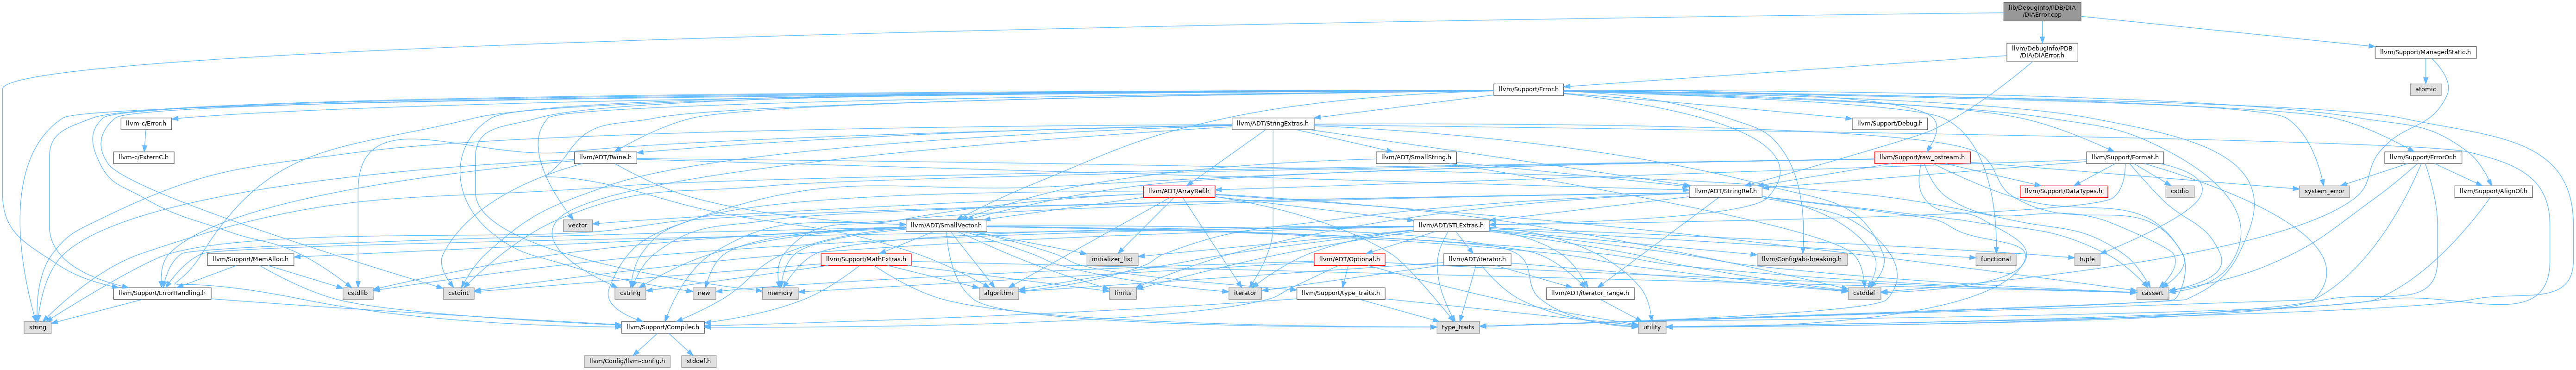 lib/DebugInfo/PDB/DIA
/DIAError.cpp
llvm/DebugInfo/PDB
/DIA/DIAError.h
llvm/Support/ManagedStatic.h
llvm/Support/Error.h
atomic
llvm-c/Error.h
llvm/ADT/StringExtras.h
llvm/Support/Debug.h
llvm-c/ExternC.h
llvm/ADT/Twine.h
llvm/ADT/SmallString.h
llvm/Support/raw_ostream.h
llvm/Support/Format.h
llvm/Support/ErrorOr.h
llvm/ADT/ArrayRef.h
llvm/ADT/StringRef.h
llvm/Support/DataTypes.h
cstdio
system_error
llvm/Support/AlignOf.h
vector
llvm/ADT/SmallVector.h
llvm/ADT/STLExtras.h
llvm/Support/MemAlloc.h
llvm/Support/MathExtras.h
initializer_list
llvm/ADT/Optional.h
llvm/ADT/iterator.h
llvm/Config/abi-breaking.h
functional
tuple
llvm/Support/ErrorHandling.h
cstdlib
cstdint
cstring
new
memory
algorithm
limits
iterator
llvm/Support/type_traits.h
llvm/ADT/iterator_range.h
cstddef
cassert
string
llvm/Support/Compiler.h
type_traits
utility
llvm/Config/llvm-config.h
stddef.h